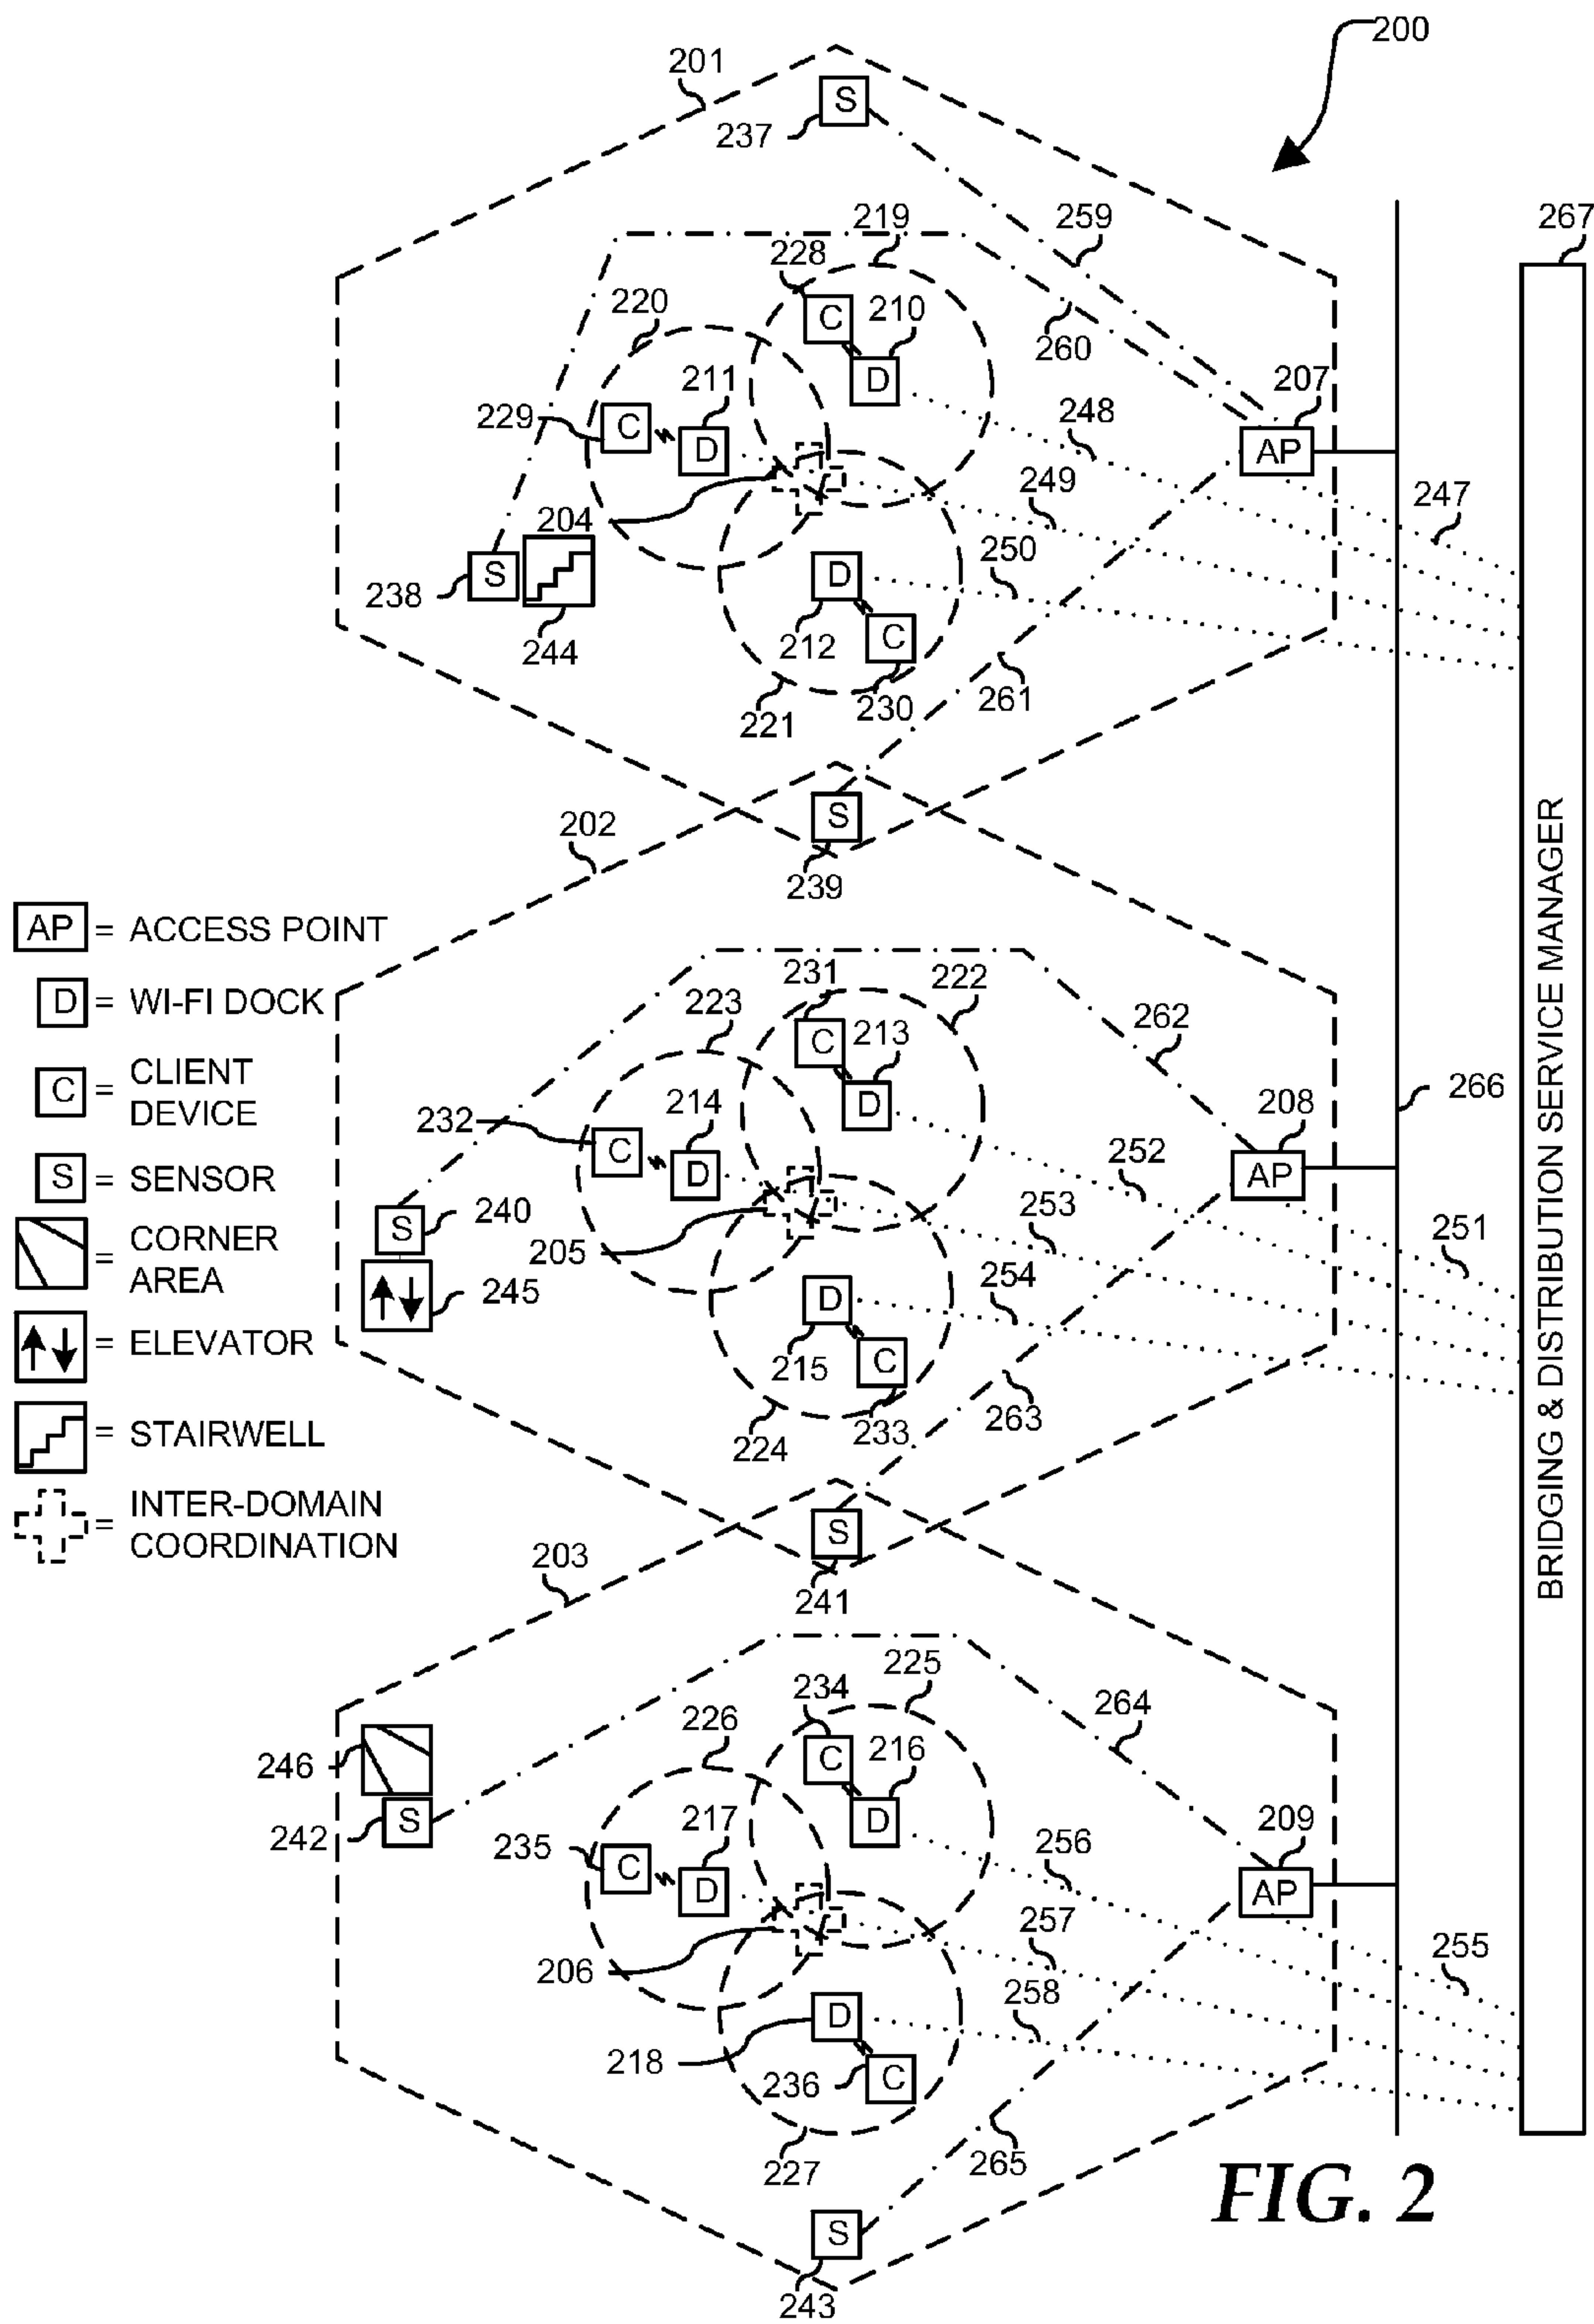 200
201
S
237
267
259
219
228
C
210
220
260
D
211
207
248
229
C
D
AP
247
249
204
250
S
D
238
212
C
244
261
230
221
S
202
239
AP = ACCESS POINT
D = WI-FI DOCK
C = CLIENT
DEVICE
S = SENSOR
= CORNER
AREA
= ELEVATOR
= STAIRWELL
= INTER-DOMAIN
COORDINATION
BRIDGING & DISTRIBUTION SERVICE MANAGER
231
222
223
262
C
213
266
214
D
208
232
C
D
252
AP
S
240
253
251
205
254
245
D
215
C
263
233
224
S
203
241
225
234
264
226
C
216
246
217
D
209
S
242
235
C
256
D
AP
257
255
206
258
D
218
236
C
265
227
S
243
FIG. 2